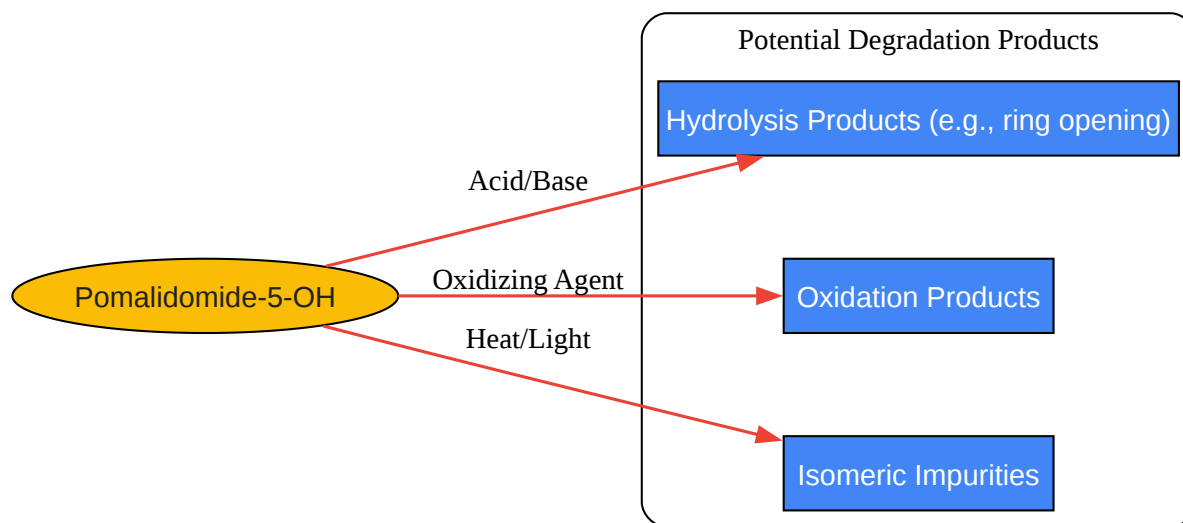 Potential Degradation Products
Hydrolysis Products (e.g., ring opening)
Acid/Base
Oxidizing Agent
Pomalidomide-5-OH
Oxidation Products
Heat/Light
Isomeric Impurities